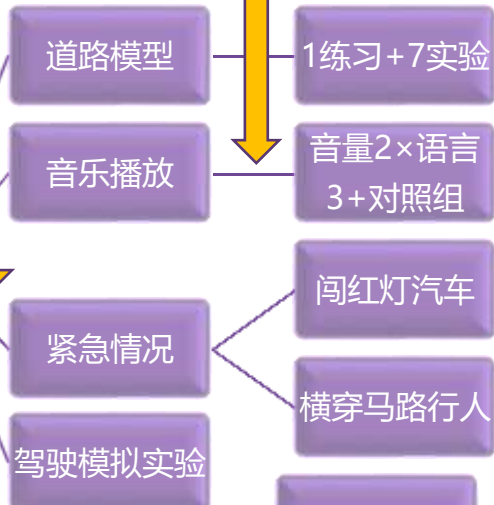 道路模型
1练习+7实验
音乐播放
音量2×语言
3+对照组
紧急情况
闯红灯汽车
横穿马路行人
驾驶模拟实验